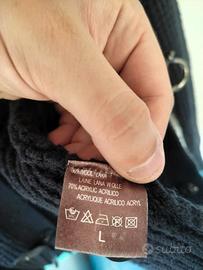 WOOL LANA
LAINE LANA WOLLE
70% ACRYLIC ACRILICO
ACRYLIQUE ACRILICO ACRYL
L
subito